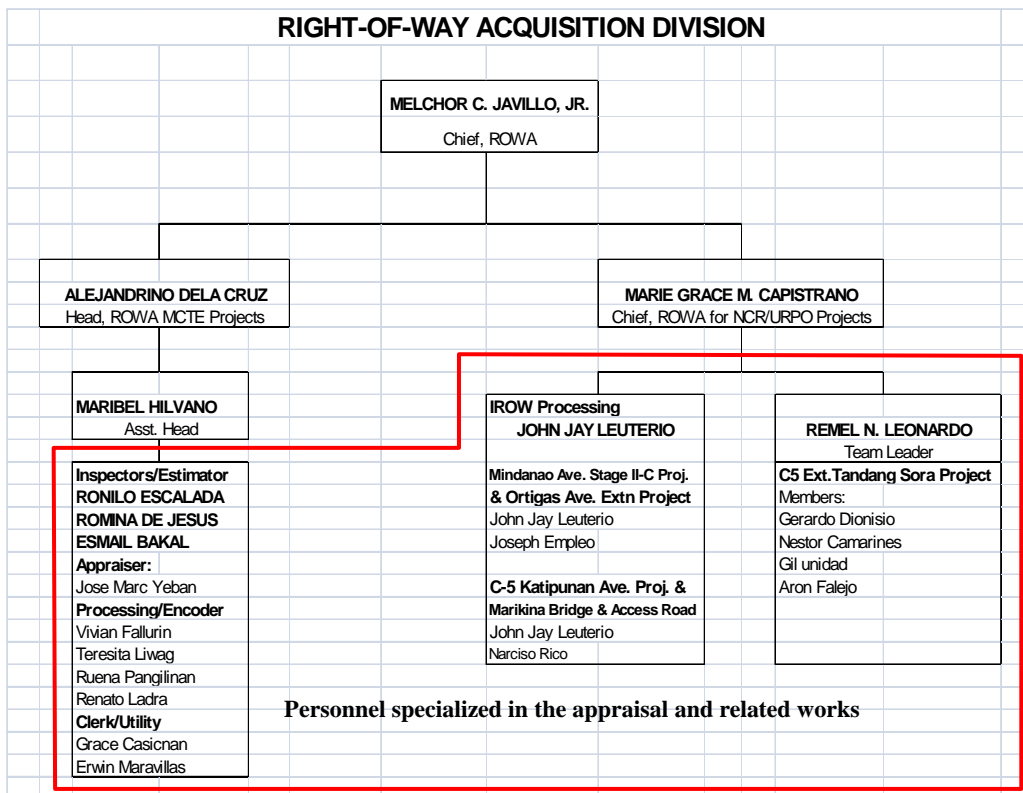 RIGHT-OF-WAY ACQUISITION DIVISION
MELCHOR C. JAVILLO, JR.
Chief, ROWA
ALEJANDRINO DELA CRUZ
Head, ROWA MCTE Projects
MARIE GRACE M. CAPISTRANO
Chief, ROWA for NCR/URPO Projects
MARIBEL HILVANO
Asst. Head
Inspectors/Estimator
RONILO ESCALADA
ROMINA DE JESUS
ESMAIL BAKAL
Appraiser:
Jose Marc Yeban
Processing/Encoder
Vivian Fallurin
Teresita Liwag
Ruena Pangilinan
Renato Ladra
Clerk/Utility
Grace Casicnan
Erwin Maravillas
IROW Processing
JOHN JAY LEUTERIO
Mindanao Ave. Stage II-C Proj.
& Ortigas Ave. Extn Project
John Jay Leuterio
Joseph Empleo
C-5 Katipunan Ave. Proj. &
Marikina Bridge & Access Road
John Jay Leuterio
Narciso Rico
REMEL N. LEONARDO
Team Leader
C5 Ext.Tandang Sora Project
Members:
Gerardo Dionisio
Nestor Camarines
Gil unidad
Aron Falejo
Personnel specialized in the appraisal and related works